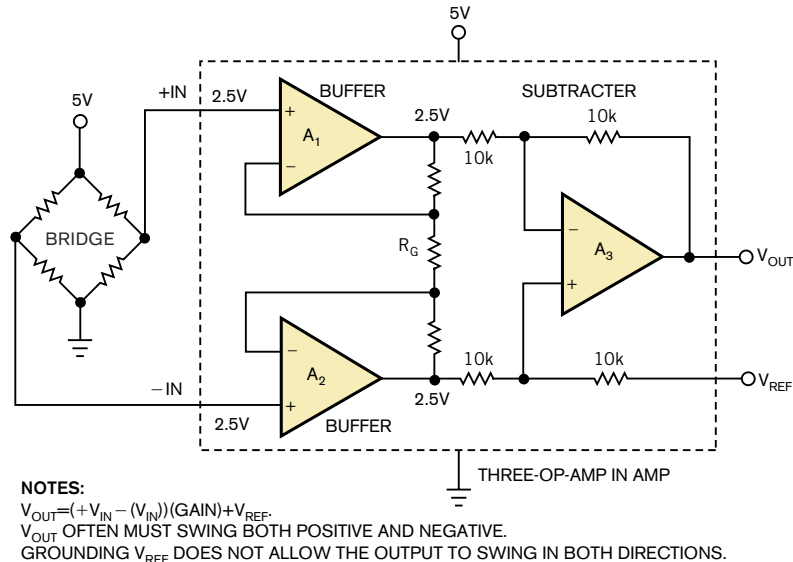 5V
+IN
2.5V
BUFFER
2.5V
SUBTRACTER
10k
10k
5V
A1
+
−
BRIDGE
RG
−
+
A3
VOUT
−
+
A2
10k
10k
VREF
−IN
2.5V
2.5V
BUFFER
THREE-OP-AMP IN AMP
NOTES:
VOUT=(+VIN−(VIN))(GAIN)+VREF.
VOUT OFTEN MUST SWING BOTH POSITIVE AND NEGATIVE.
GROUNDING VREF DOES NOT ALLOW THE OUTPUT TO SWING IN BOTH DIRECTIONS.